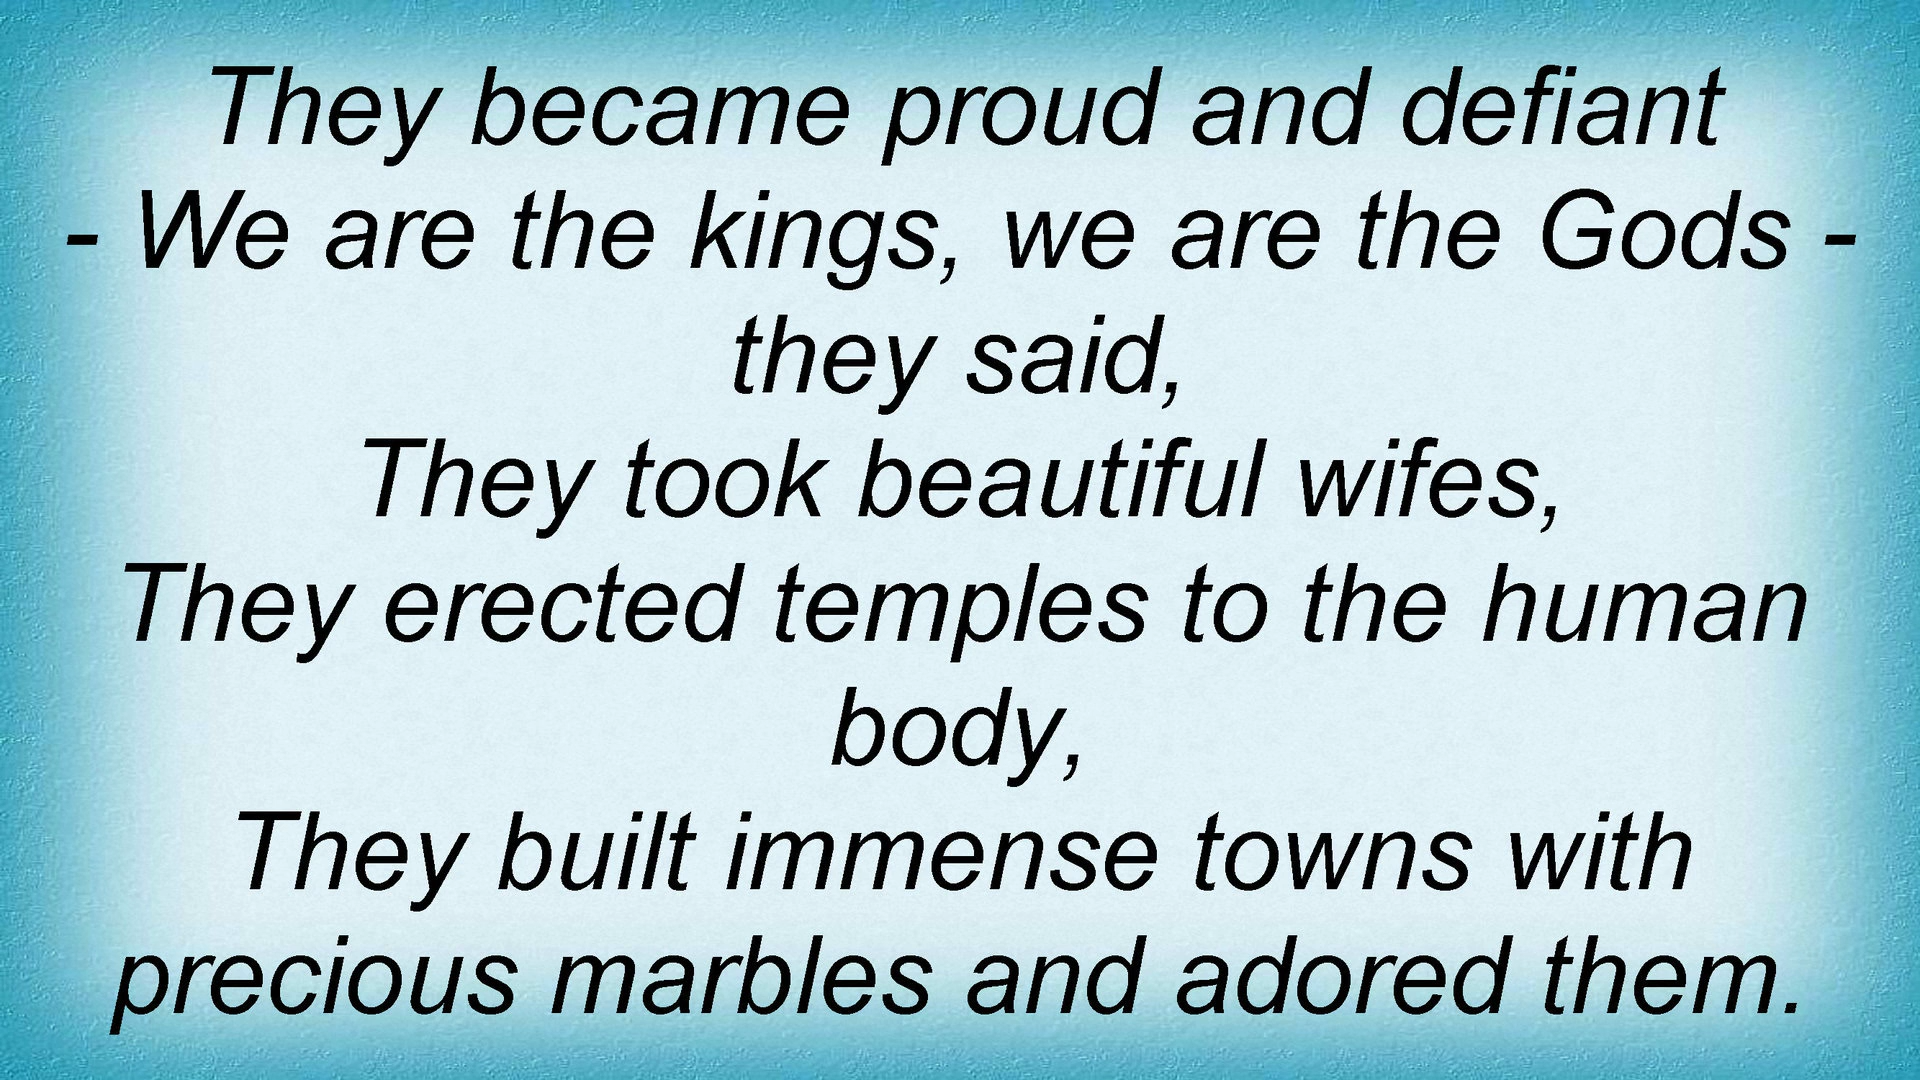 They became proud and defiant
- We are the kings, we are the Gods -
they said,
They took beautiful wifes,
They erected temples to the human
body,
They built immense towns with
precious marbles and adored them.